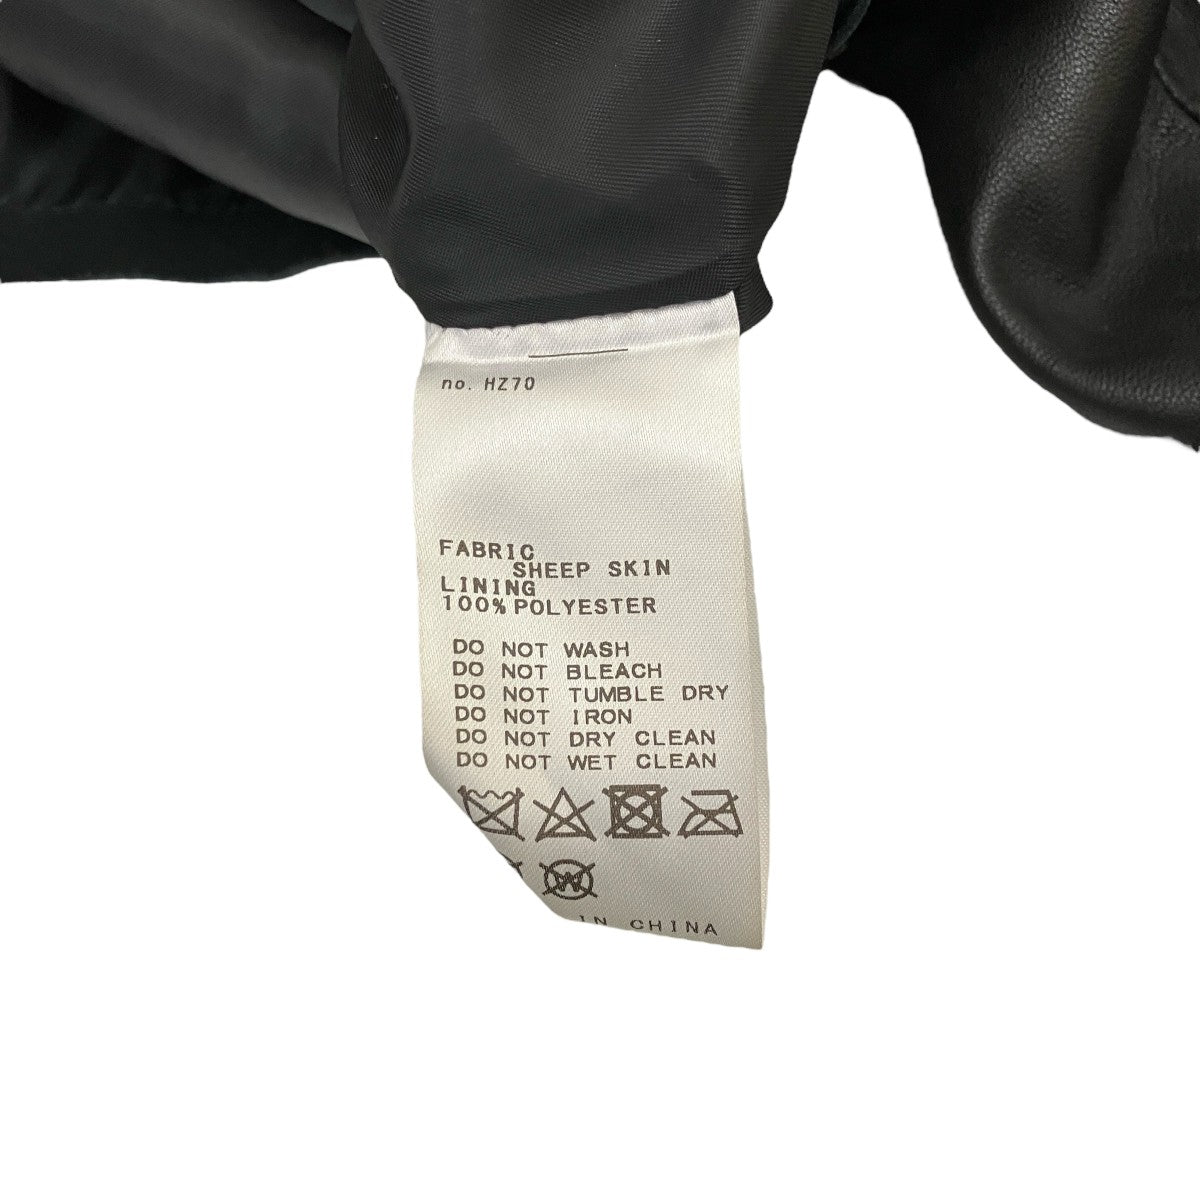 no. HZ70
FABRIC
SHEEP SKIN
LINING
100% POLYESTER
DO NOT WASH
DO NOT BLEACH
DO NOT TUMBLE DRY
DO NOT IRON
DO NOT DRY CLEAN
DO NOT WET CLEAN
W
IN CHINA